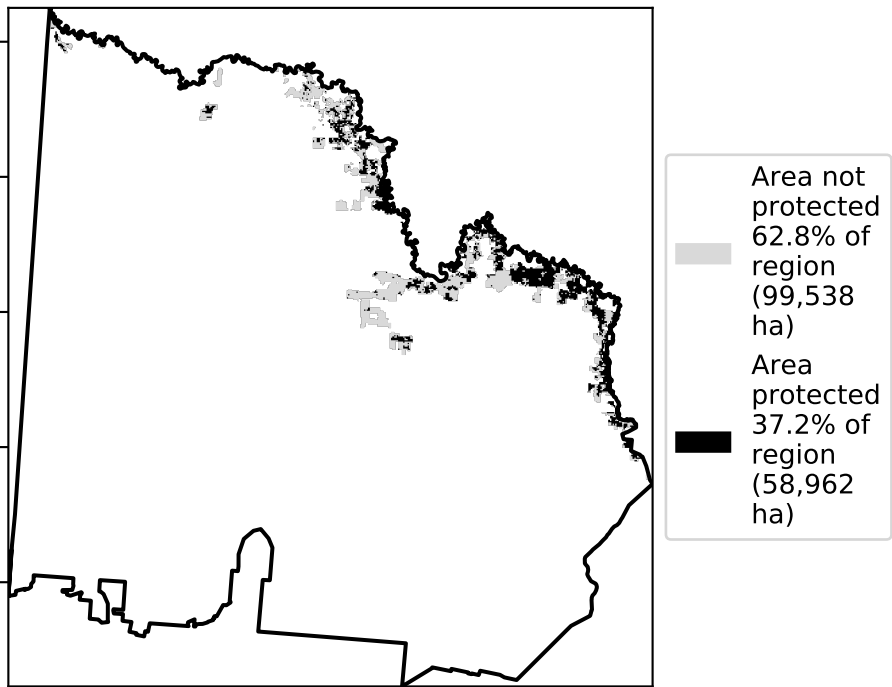 Area not
protected
62.8% of
region
(99,538
ha)
Area
protected
37.2% of
region
(58,962
ha)